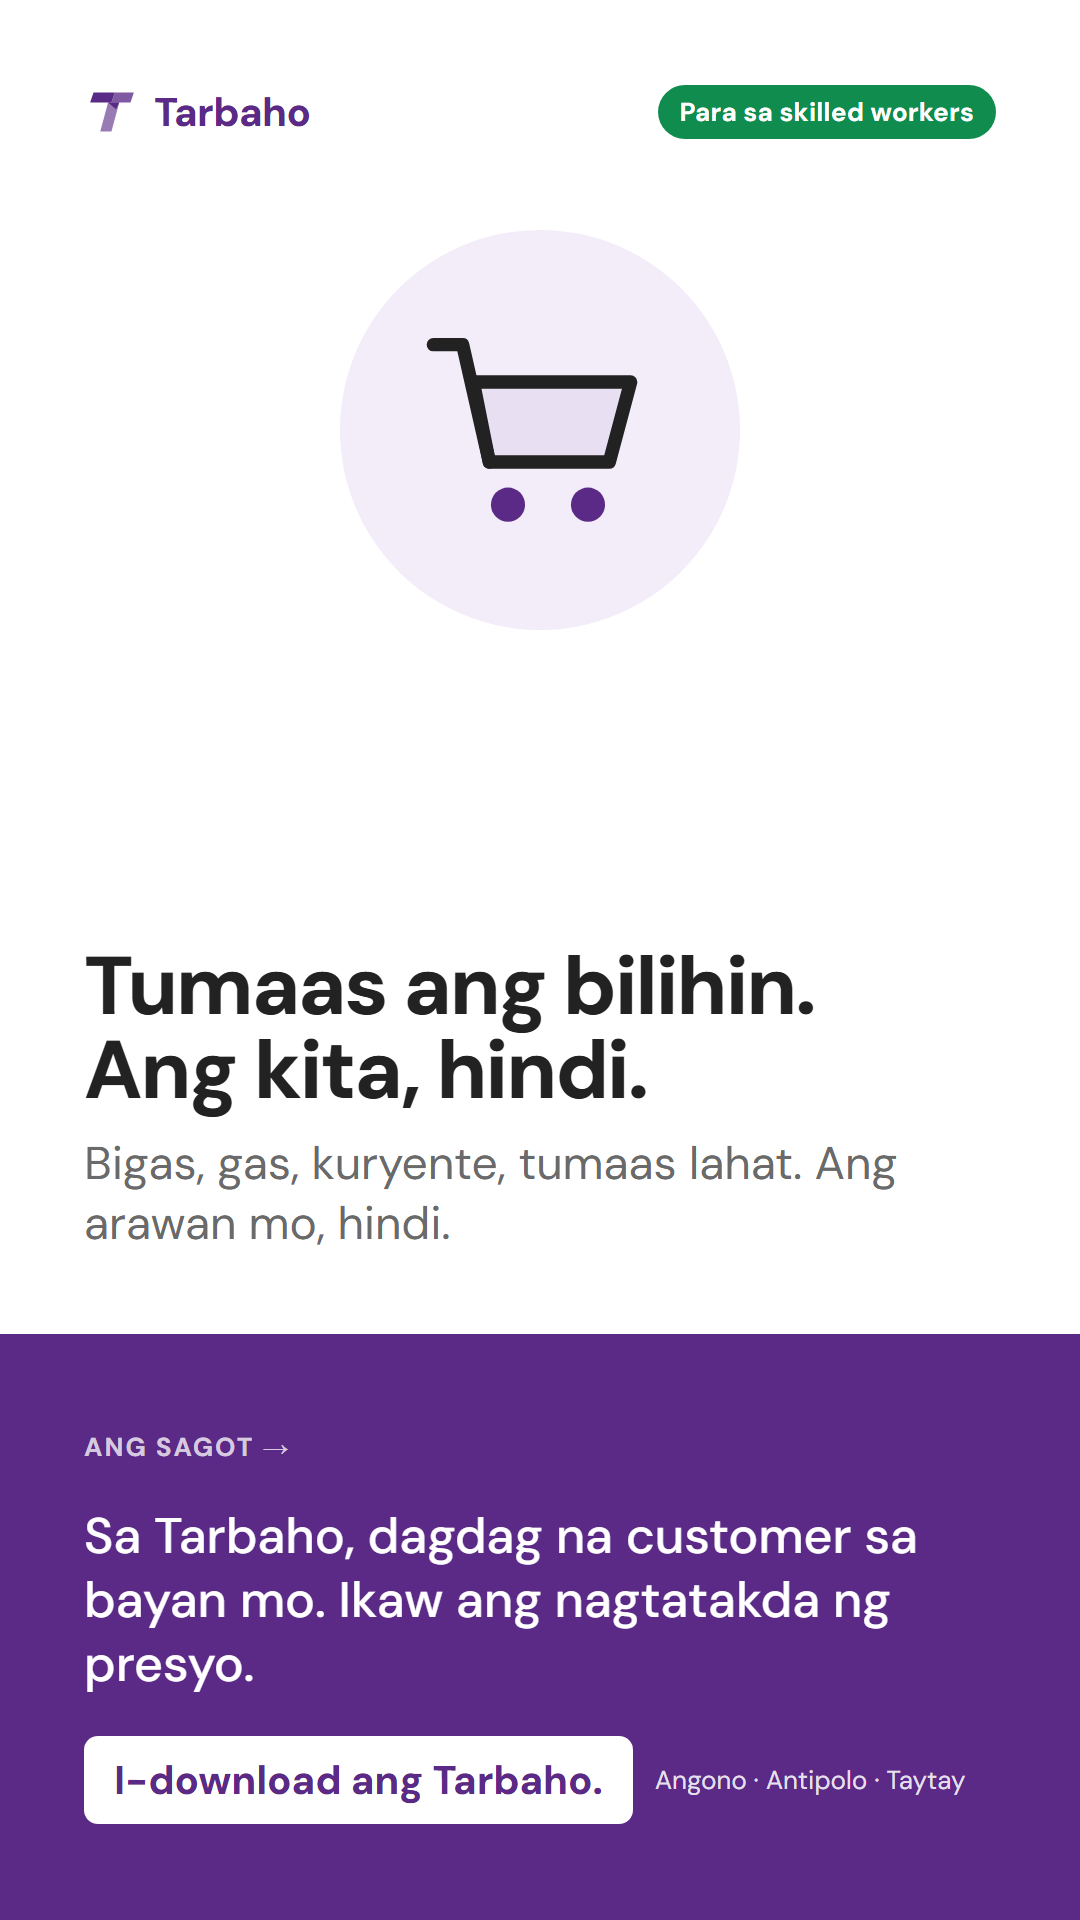 Tarbaho
Para sa skilled workers
Tumaas ang bilihin.
Ang kita, hindi.
Bigas, gas, kuryente, tumaas lahat. Ang
arawan mo, hindi.
ANG SAGOT →
Sa Tarbaho, dagdag na customer sa
bayan mo. Ikaw ang nagtatakda ng
presyo.
I-download ang Tarbaho.
Angono · Antipolo · Taytay